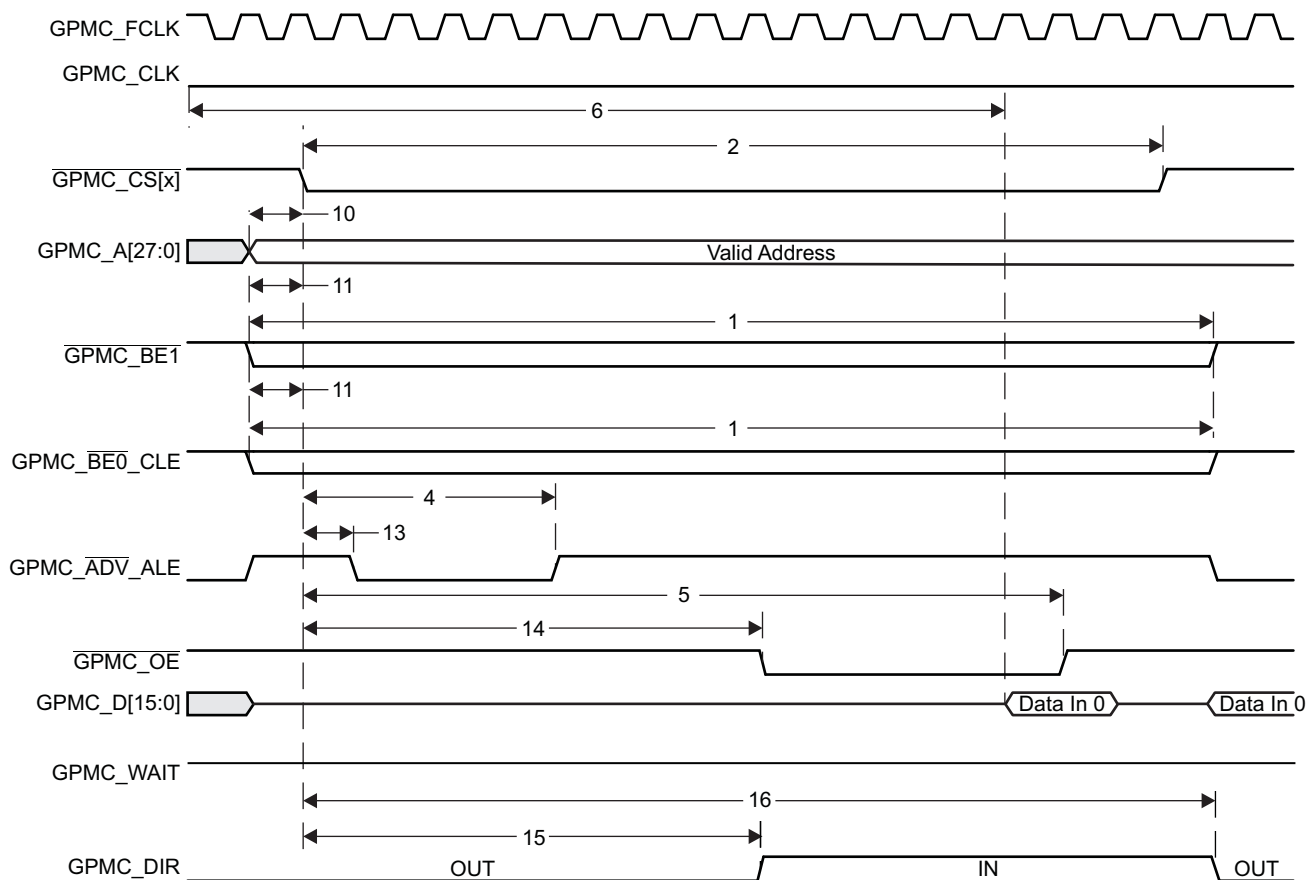 GPMC_FCLK
GPMC_CLK
6
2
GPMC_CS[x]
10
GPMC_A[27:0]
Valid Address
11
1
GPMC_BE1
11
1
GPMC_BE0_CLE
4
13
GPMC_ADV_ALE
5
14
GPMC_OE
GPMC_D[15:0]
Data In 0
Data In 0
GPMC_WAIT
16
15
GPMC_DIR
OUT
IN
OUT